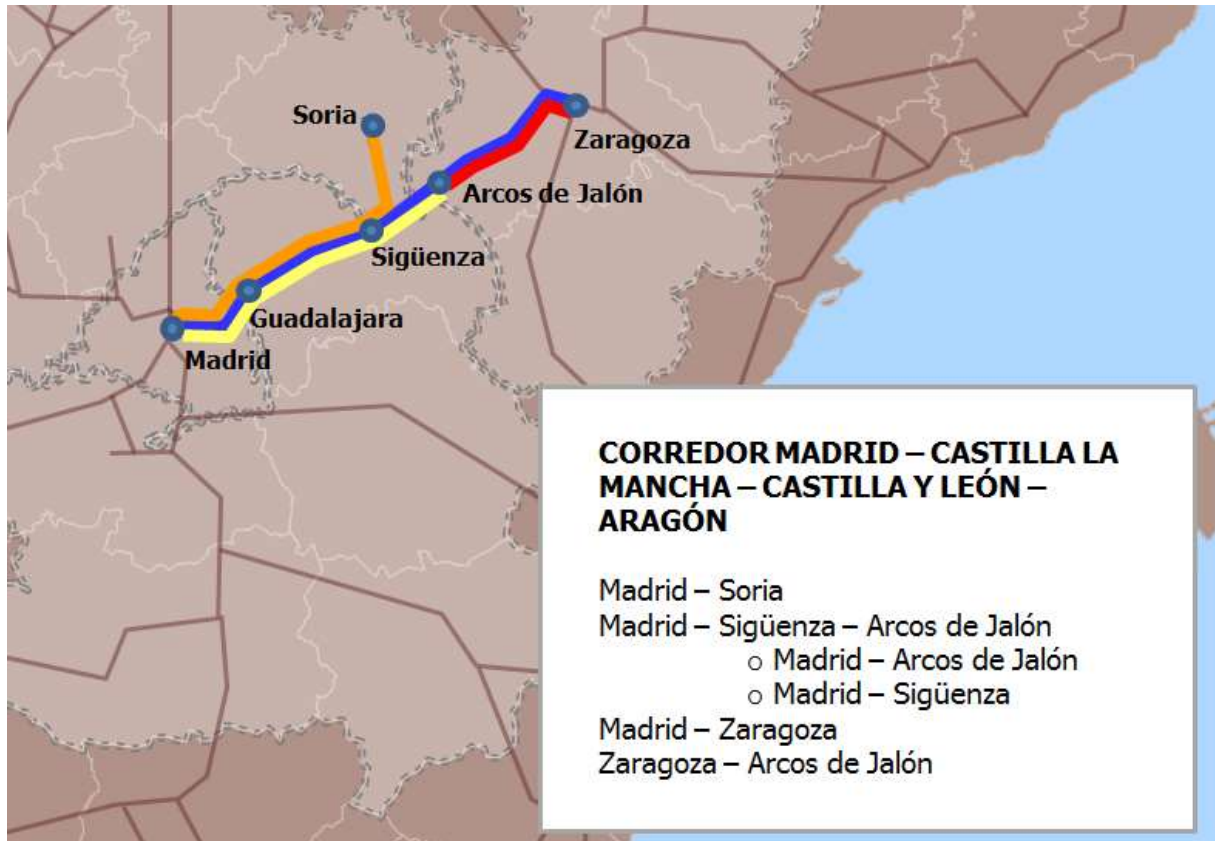 Soria
Zaragoza
Arcos de Jalón
Sigüenza
Guadalajara
Madrid
CORREDOR MADRID – CASTILLA LA
MANCHA – CASTILLA Y LEÓN –
ARAGÓN
Madrid – Soria
Madrid – Sigüenza – Arcos de Jalón
o Madrid – Arcos de Jalón
o Madrid – Sigüenza
Madrid – Zaragoza
Zaragoza – Arcos de Jalón